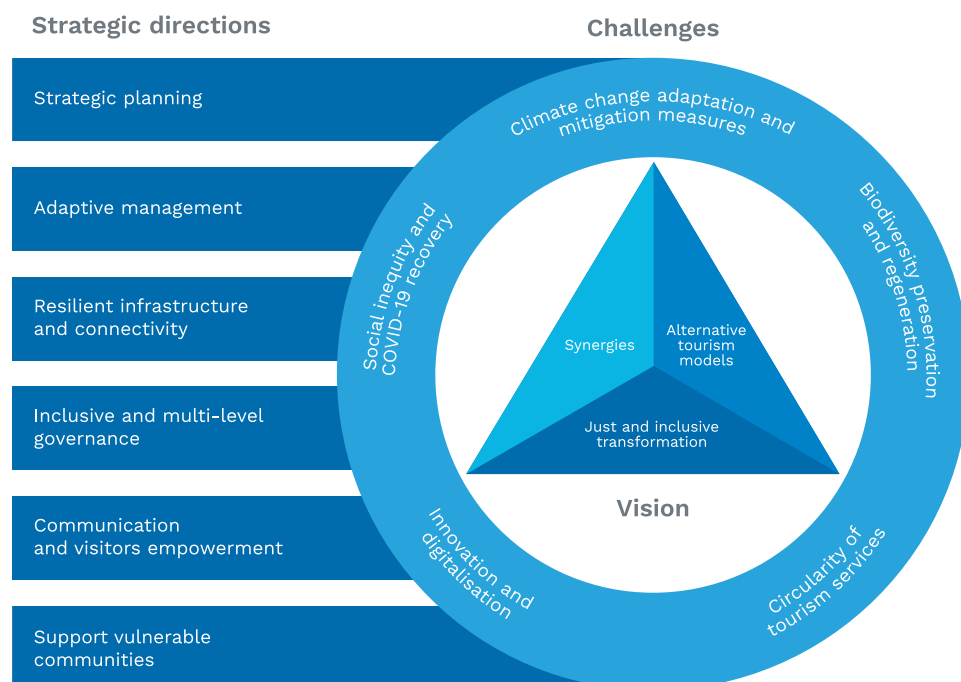 Strategic directions
Strategic planning
Adaptive management
Resilient infrastructure
and connectivity
Inclusive and multi-level
governance
Communication
and visitors empowerment
Support vulnerable
communities
Challenges
Climate change adaptation and
mitigation measures
Biodiversity preservation
and regeneration
Circularity of
tourism services
Innovation and
digitalisation
Social inequity and
COVID-19 recovery
Synergies
Alternative
tourism
models
Just and inclusive
transformation
Vision